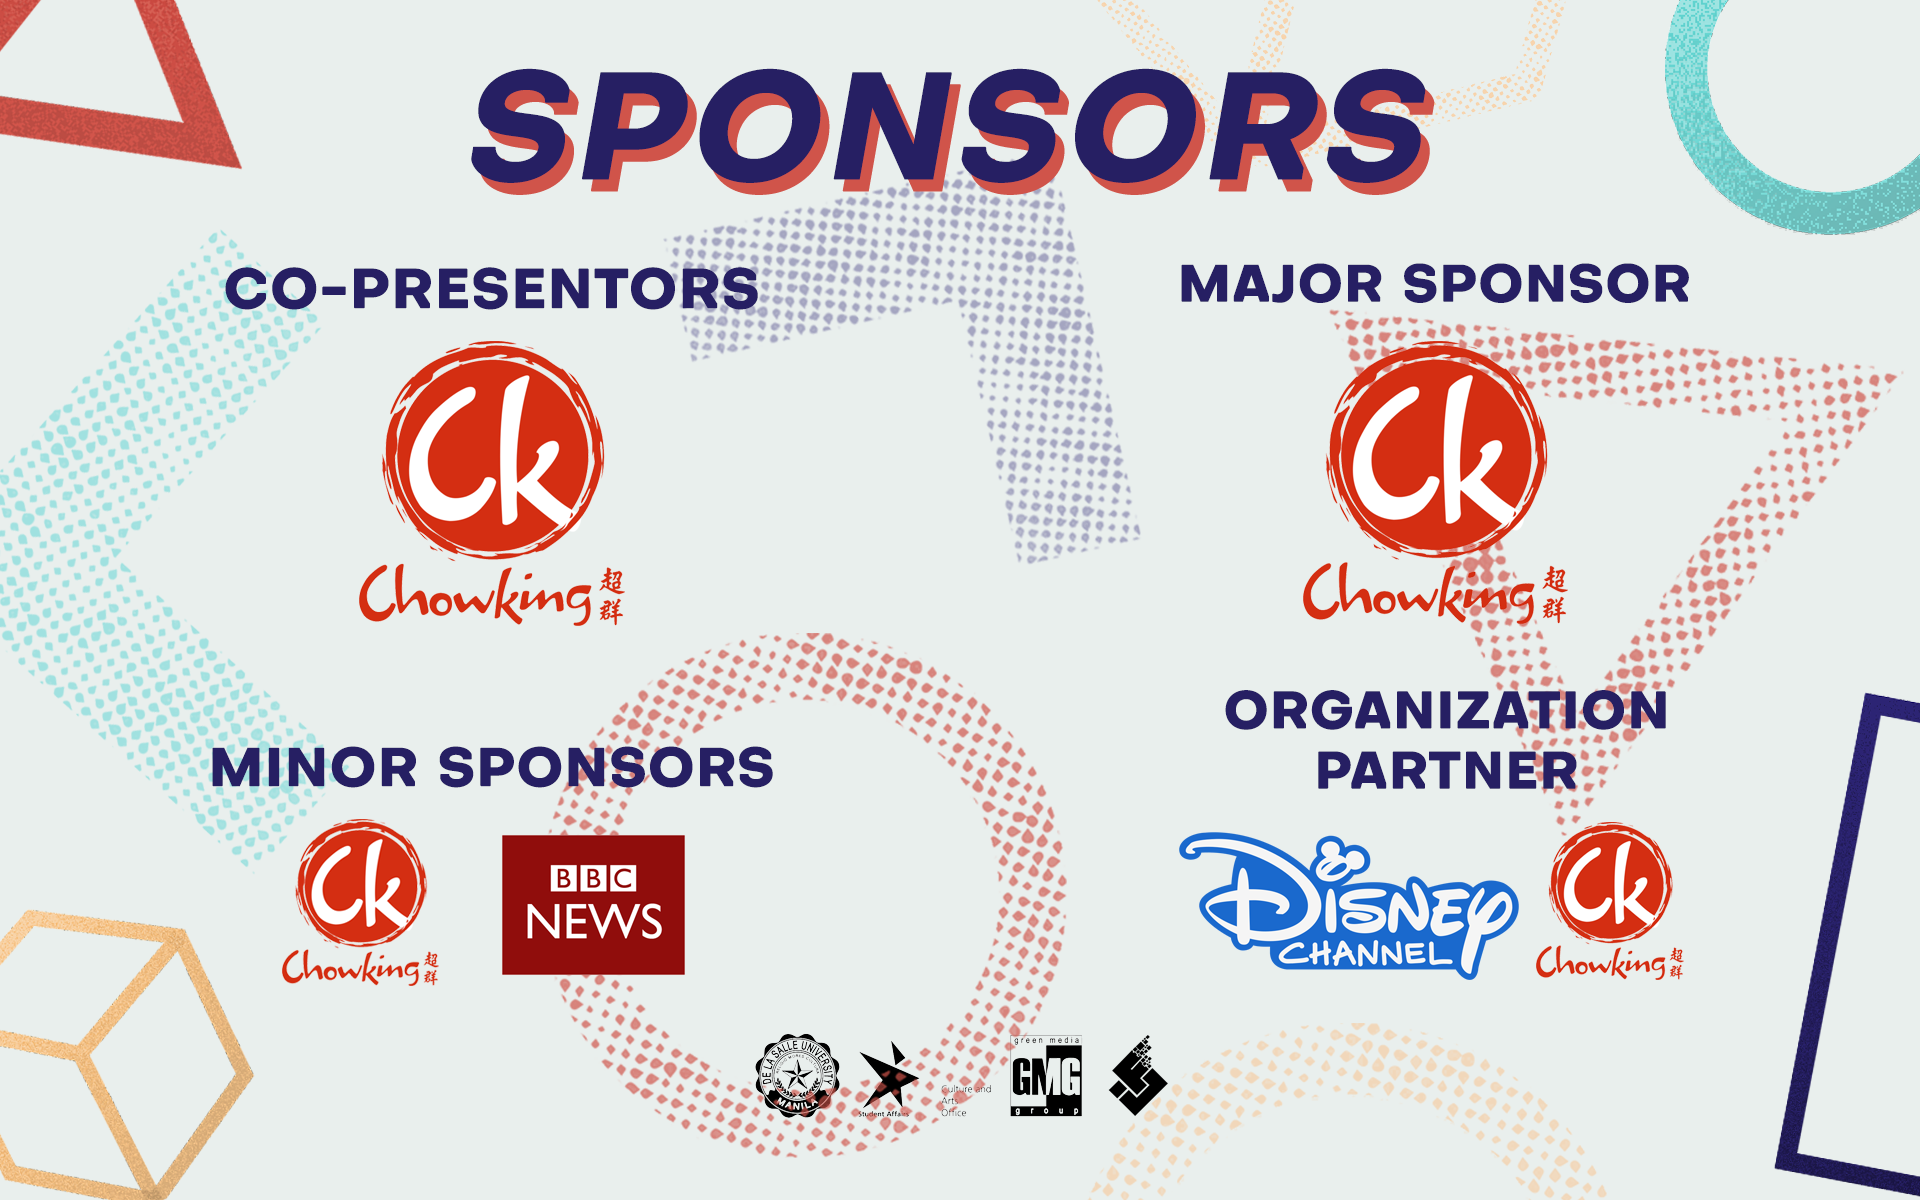 SPONSORS
CO-PRESENTORS
Ck
Chowking 超群
MAJOR SPONSOR
Ck
Chowking 超群
MINOR SPONSORS
Ck
Chowking 超群
BBC
NEWS
ORGANIZATION
PARTNER
DISNEY
CHANNEL
Ck
Chowking 超群
DE LA SALLE UNIVERSITY
MANILA
Student Affairs
Culture and
Arts
Office
green media
GMG
group